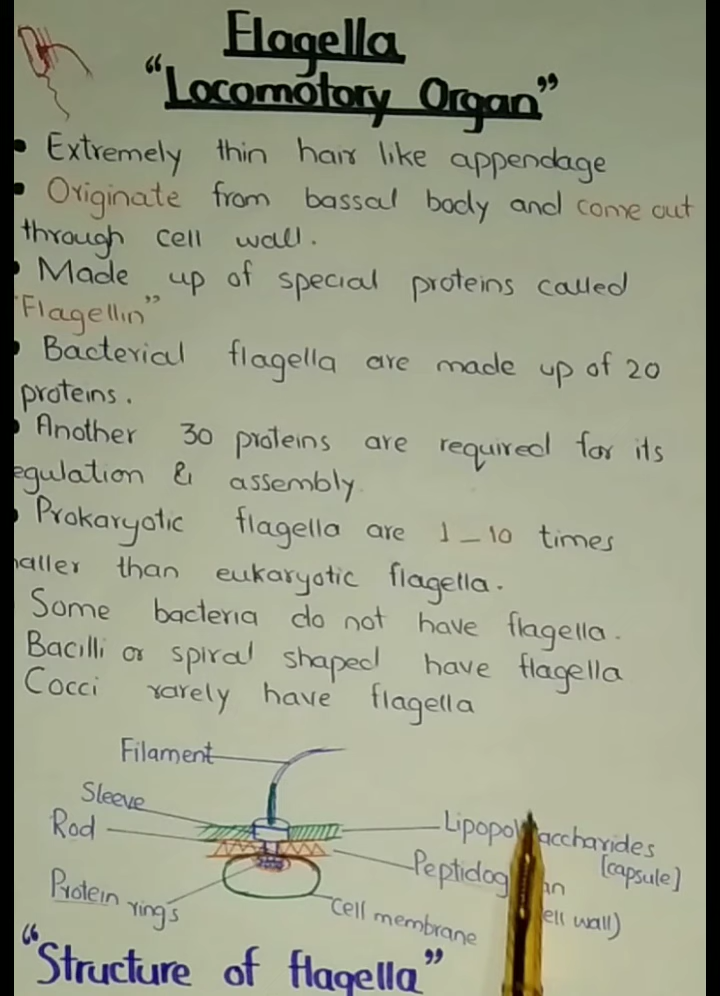 Flagella
"Locomotory Organ"
• Extremely thin hair like appendage
• Originate from bassal body and come out
through cell wall.
• Made up of special proteins called
"Flagellin"
• Bacterial flagella are made up of 20
proteins.
• Another 30 proteins are required for its
egulation & assembly.
• Prokaryotic flagella are 1-10 times
aller than eukaryotic flagella.
Some bacteria do not have flagella.
Bacilli or spiral shaped have flagella
Cocci rarely have flagella
Filament
Sleeve
Rod
Lipopol accharides
[capsule]
Peptidog an
ell wall)
Protein rings
Cell membrane
"Structure of flagella"